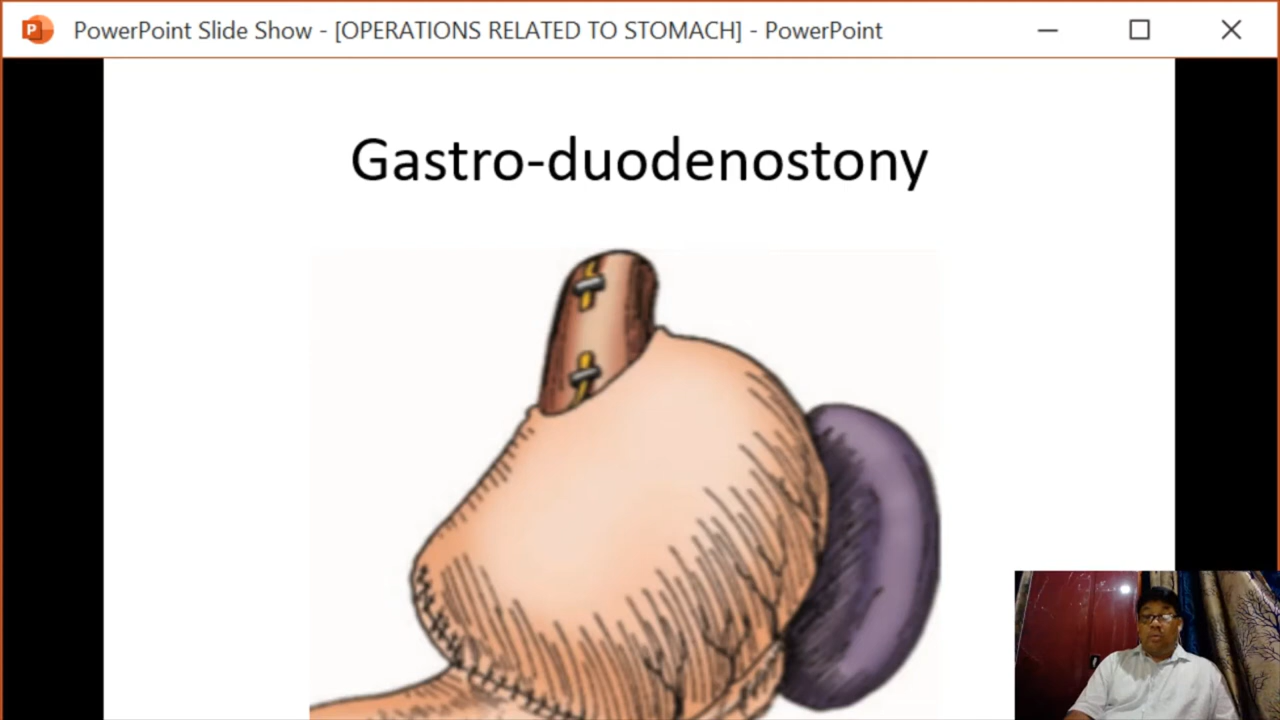 PowerPoint Slide Show - [OPERATIONS RELATED TO STOMACH] - PowerPoint
Gastro-duodenostony